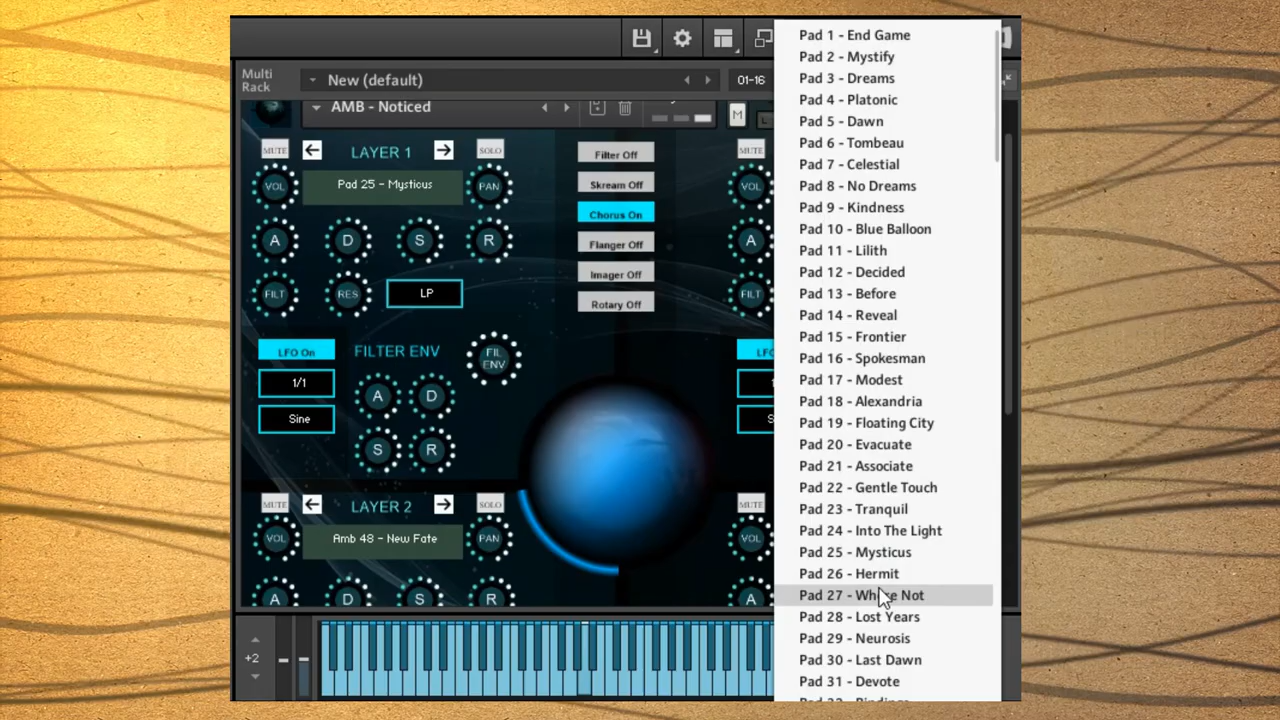 Multi
Rack
New (default)
01-16
AMB - Noticed
M
MUTE
LAYER 1
SOLO
VOL
Pad 25 - Mysticus
PAN
A
D
S
R
FILT
RES
LP
LFO On
FILTER ENV
FIL
ENV
1/1
A
D
Sine
S
R
MUTE
LAYER 2
SOLO
VOL
Amb 48 - New Fate
PAN
A
D
S
R
+2
Filter Off
Skream Off
Chorus On
Flanger Off
Imager Off
Rotary Off
MUTE
VOL
A
FILT
MUTE
VOL
A
Pad 1 - End Game
Pad 2 - Mystify
Pad 3 - Dreams
Pad 4 - Platonic
Pad 5 - Dawn
Pad 6 - Tombeau
Pad 7 - Celestial
Pad 8 - No Dreams
Pad 9 - Kindness
Pad 10 - Blue Balloon
Pad 11 - Lilith
Pad 12 - Decided
Pad 13 - Before
Pad 14 - Reveal
Pad 15 - Frontier
Pad 16 - Spokesman
Pad 17 - Modest
Pad 18 - Alexandria
Pad 19 - Floating City
Pad 20 - Evacuate
Pad 21 - Associate
Pad 22 - Gentle Touch
Pad 23 - Tranquil
Pad 24 - Into The Light
Pad 25 - Mysticus
Pad 26 - Hermit
Pad 27 - Not
Pad 28 - Lost Years
Pad 29 - Neurosis
Pad 30 - Last Dawn
Pad 31 - Devote